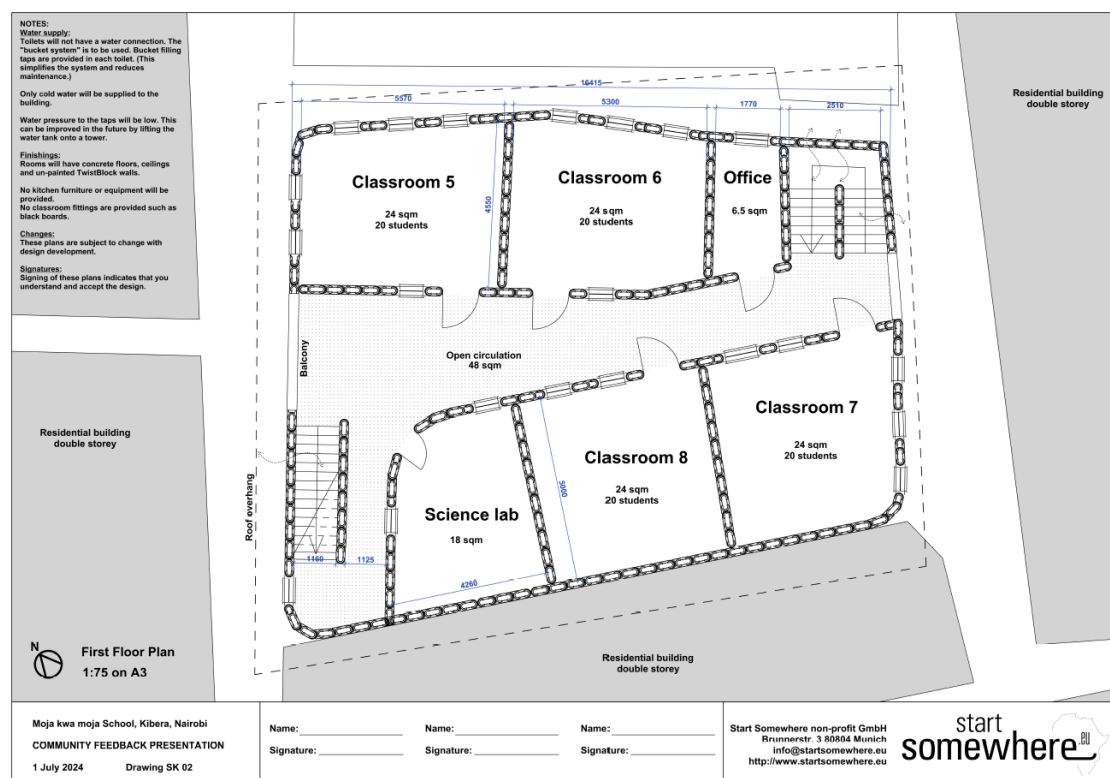 NOTES:
Water supply:
Toilets will not have a water connection. The
"bucket system" is to be used. Bucket filling
taps are provided in each toilet. (This
simplifies the system and reduces
maintenance.)
Only cold water will be supplied to the
building.
Water pressure to the taps will be low. This
can be improved in the future by lifting the
water tank onto a tower.
Finishings:
Rooms will have concrete floors, ceilings
and un-painted TwistBlock walls.
No kitchen furniture or equipment will be
provided.
No classroom fittings are provided such as
black boards.
Changes:
These plans are subject to change with
design development.
Signatures:
Signing of these plans indicates that you
understand and accept the design.
16415
5570
5300
1770
2510
Residential building
double storey
Classroom 5
24 sqm
20 students
4550
Classroom 6
24 sqm
20 students
Office
6.5 sqm
Balcony
Open circulation
48 sqm
Residential building
double storey
Roof overhang
Classroom 7
24 sqm
20 students
Classroom 8
24 sqm
20 students
5000
Science lab
18 sqm
1160
1125
4260
Residential building
double storey
N
First Floor Plan
1:75 on A3
Moja kwa moja School, Kibera, Nairobi
COMMUNITY FEEDBACK PRESENTATION
1 July 2024 Drawing SK 02
Name:
Signature:
Name:
Signature:
Name:
Signature:
Start Somewhere non-profit GmbH
Brunnerstr. 3 80804 Munich
info@startsomewhere.eu
http://www.startsomewhere.eu
start
somewhere.eu